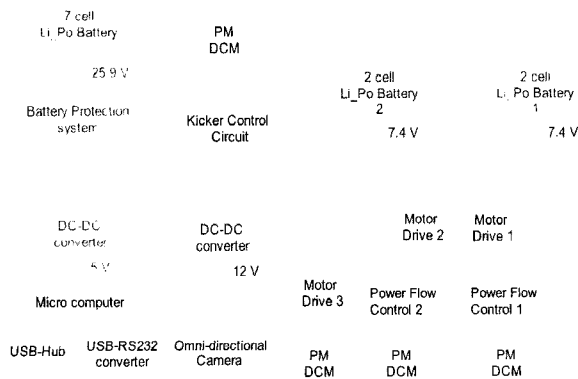 7 cell
Li_Po Battery
PM
DCM
25.9 V
2 cell
Li_Po Battery
2
2 cell
Li_Po Battery
1
Battery Protection
system
Kicker Control
Circuit
7.4 V
7.4 V
DC-DC
converter
DC-DC
converter
Motor
Drive 2
Motor
Drive 1
5 V
12 V
Micro computer
Motor
Drive 3
Power Flow
Control 2
Power Flow
Control 1
USB-Hub
USB-RS232
converter
Omni-directional
Camera
PM
DCM
PM
DCM
PM
DCM